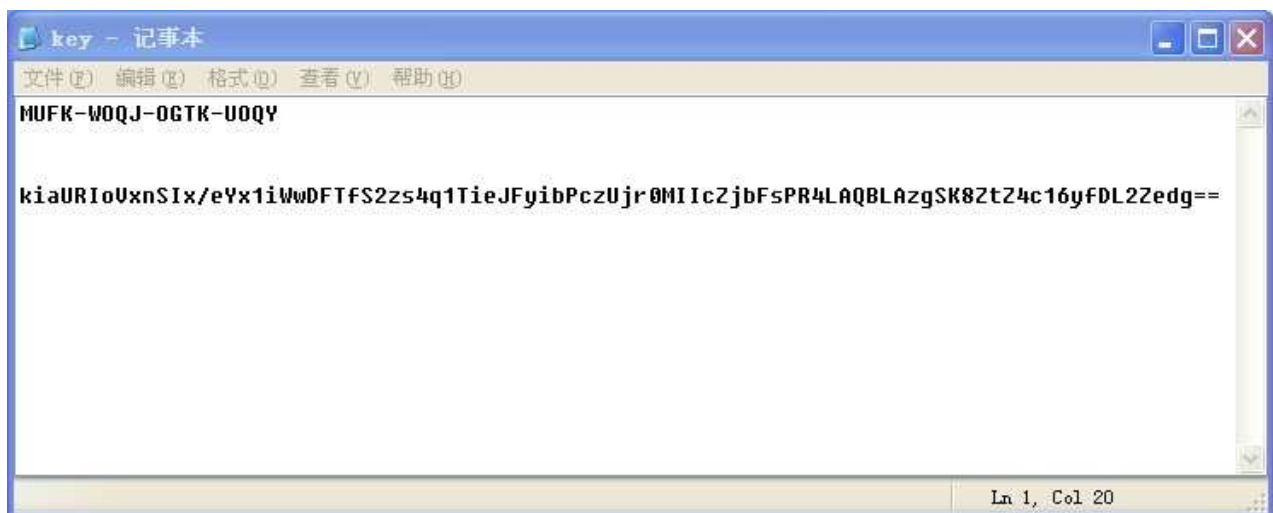 key - 记事本
文件(F) 编辑(E) 格式(O) 查看(V) 帮助(H)
MUFK-WOQJ-OGTK-UOQY
kiaURIoVxnSIx/eYx1iWwDFTfS2zs4q1TieJFyibPczUjr0MIIcZjbFsPR4LAQBLAzgSK8ZtZ4c16yfDL2Zedg==
Ln 1, Col 20